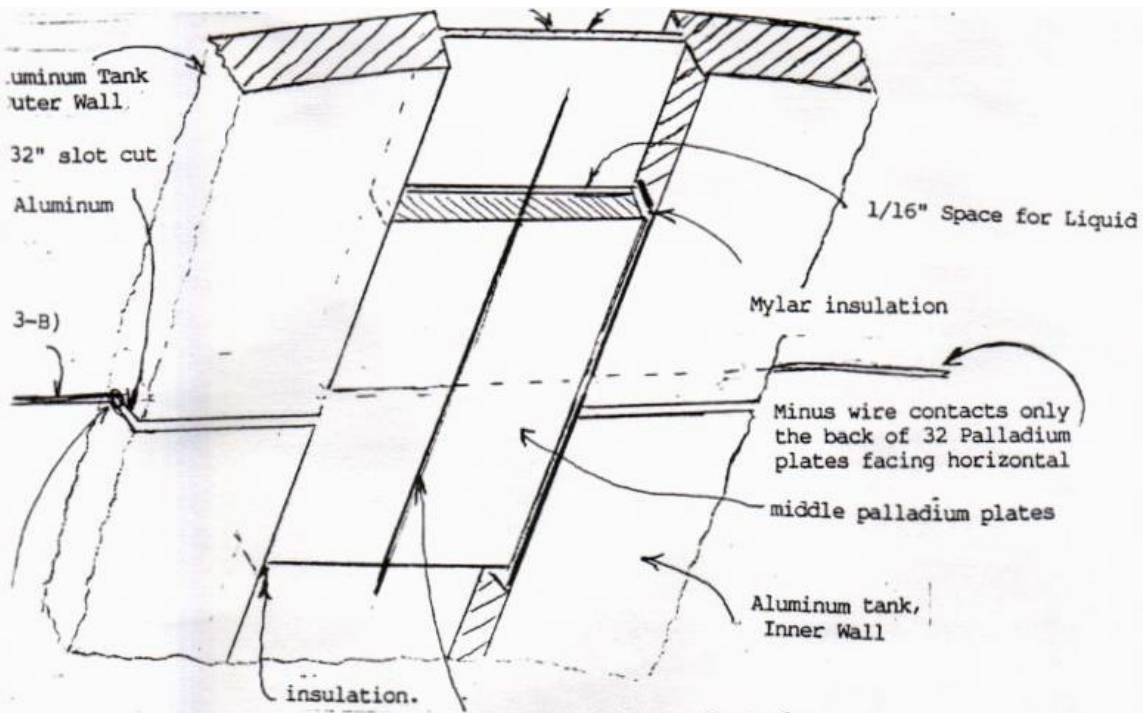 uminum Tank
uter Wall
32" slot cut
Aluminum
1/16" Space for Liquid
Mylar insulation
3-B)
Minus wire contacts only
the back of 32 Palladium
plates facing horizontal
middle palladium plates
Aluminum tank,
Inner Wall
insulation.